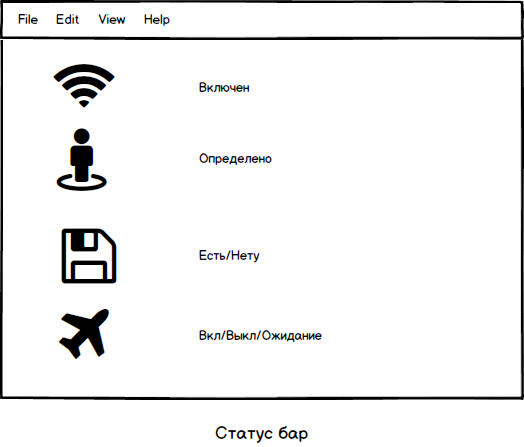 File Edit View Help
Включен
Определено
Есть/Нету
Вкл/Выкл/Ожидание
Статус бар